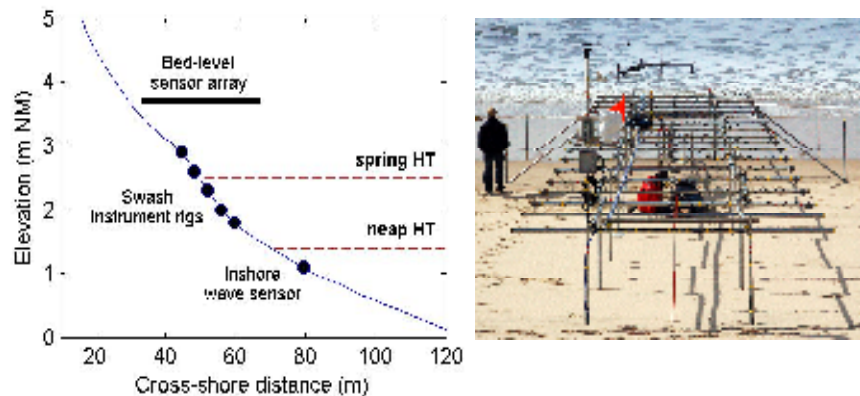 5
Bed-level
sensor array
4
3
spring HT
Swash
instrument rigs
2
neap HT
Inshore
wave sensor
1
0
20 40 60 80 100 120
Cross-shore distance (m)
Elevation (m NM)